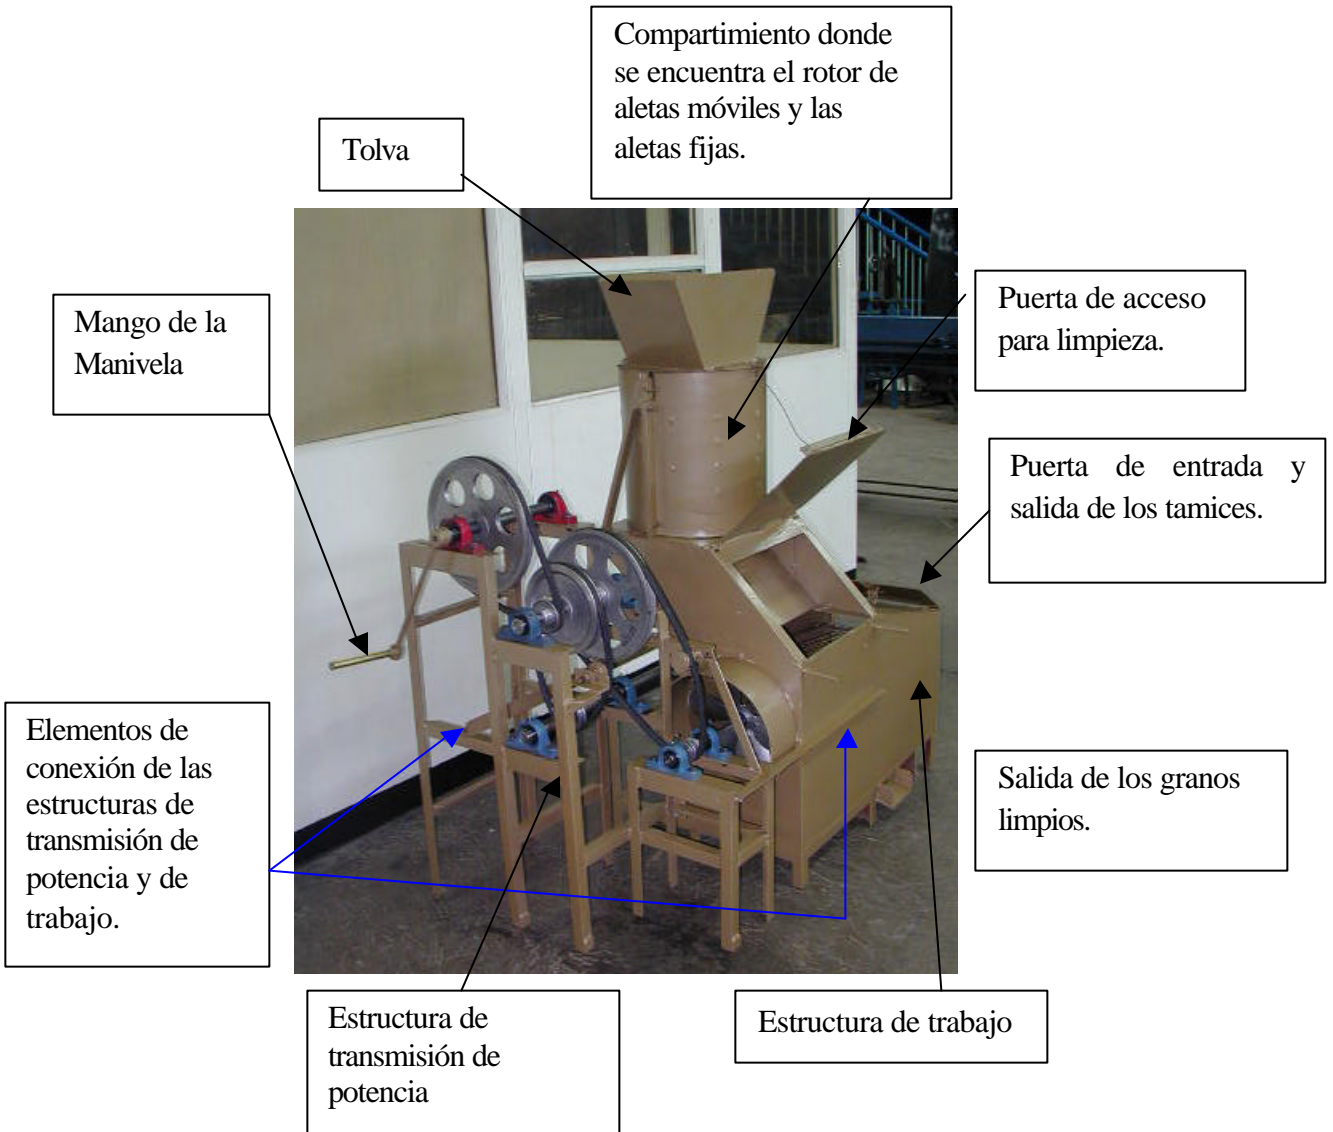 Compartimiento donde
se encuentra el rotor de
aletas móviles y las
aletas fijas.
Tolva
Puerta de acceso
para limpieza.
Mango de la
Manivela
Puerta de entrada y
salida de los tamices.
Elementos de
conexión de las
estructuras de
transmisión de
potencia y de
trabajo.
Salida de los granos
limpios.
Estructura de
transmisión de
potencia
Estructura de trabajo